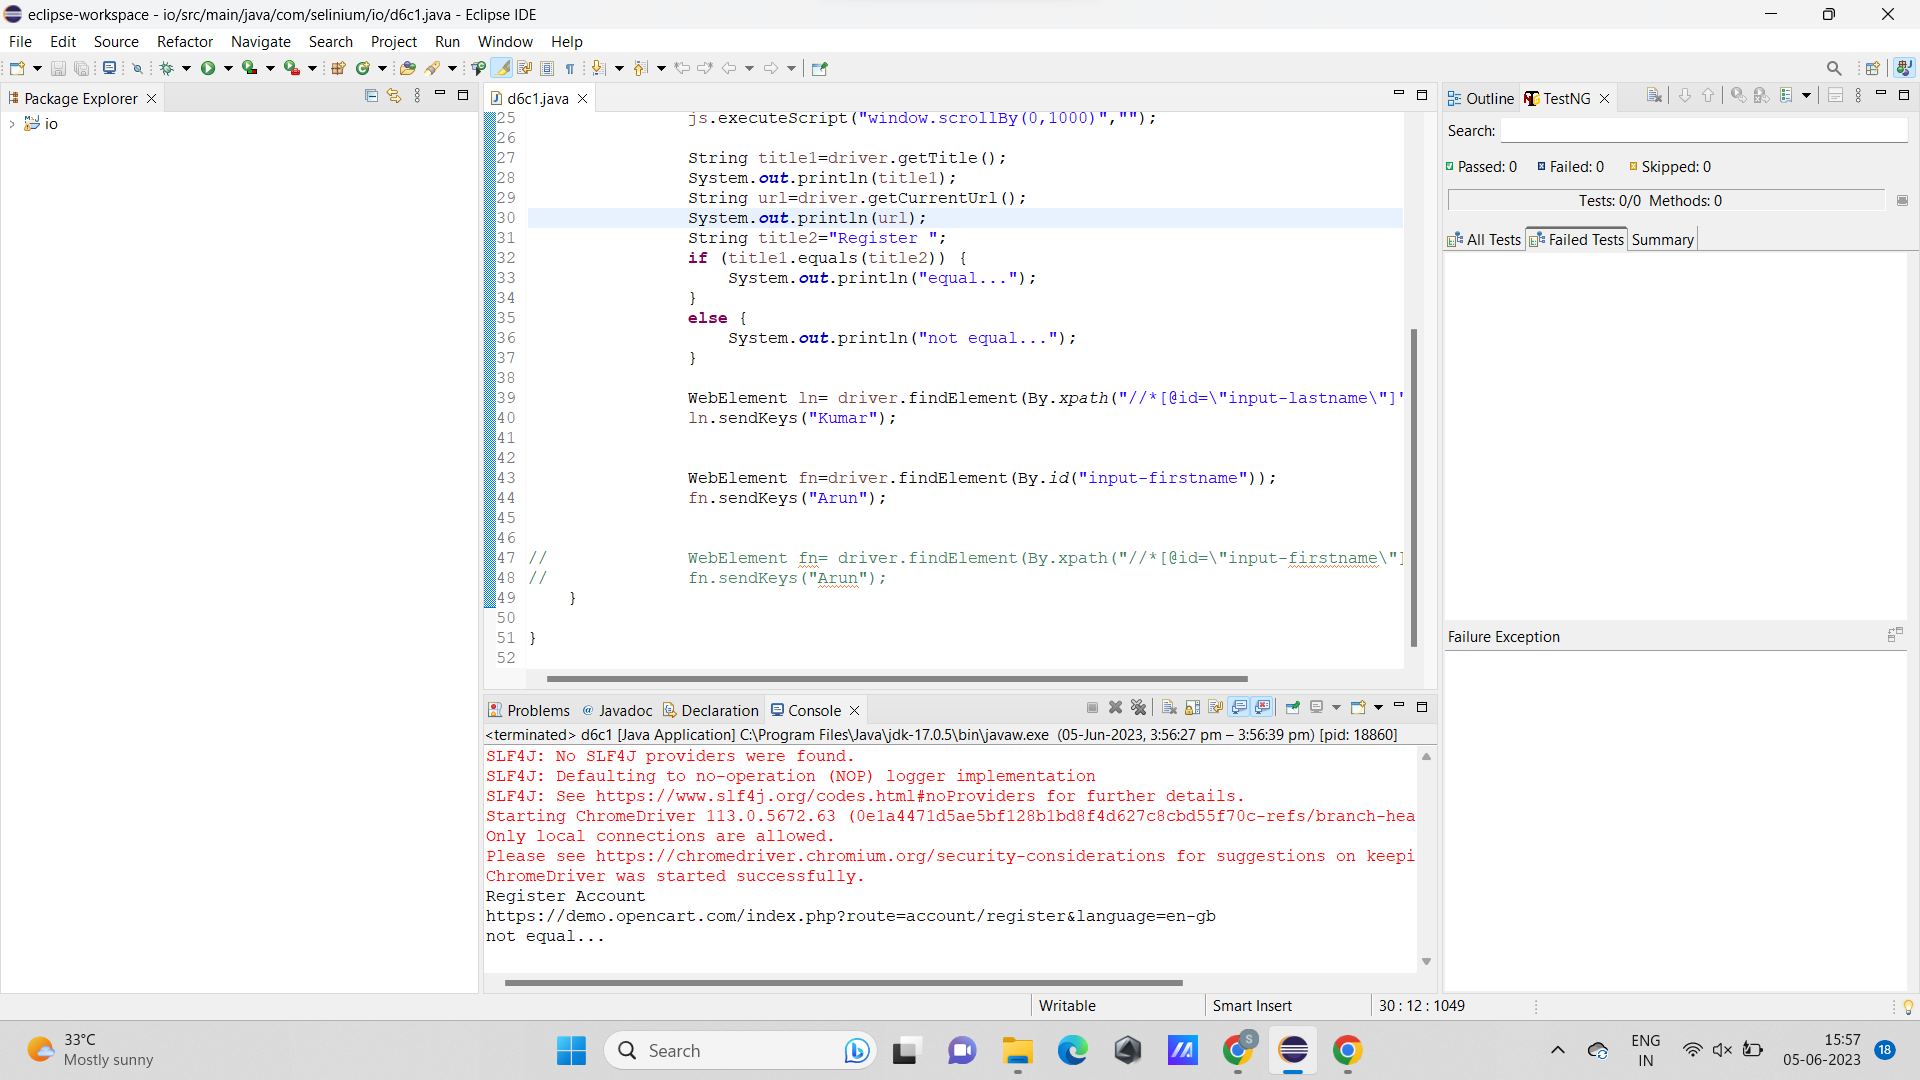 eclipse-workspace - io/src/main/java/com/selinium/io/d6c1.java - Eclipse IDE
File Edit Source Refactor Navigate Search Project Run Window Help
Package Explorer
io
d6c1.java
25 js.executeScript("window.scrollBy(0,1000)","");
26
27 String title1=driver.getTitle();
28 System.out.println(title1);
29 String url=driver.getCurrentUrl();
30 System.out.println(url);
31 String title2="Register ";
32 if (title1.equals(title2)) {
33 System.out.println("equal...");
34 }
35 else {
36 System.out.println("not equal...");
37 }
38
39 WebElement ln= driver.findElement(By.xpath("//*[@id=\"input-lastname\"]"
40 ln.sendKeys("Kumar");
41
42
43 WebElement fn=driver.findElement(By.id("input-firstname"));
44 fn.sendKeys("Arun");
45
46
47 // WebElement fn= driver.findElement(By.xpath("//*[@id=\"input-firstname\"]
48 // fn.sendKeys("Arun");
49 }
50
51 }
52
Outline TestNG
Search:
Passed: 0 Failed: 0 Skipped: 0
Tests: 0/0 Methods: 0
All Tests Failed Tests Summary
Failure Exception
Problems Javadoc Declaration Console
<terminated> d6c1 [Java Application] C:\Program Files\Java\jdk-17.0.5\bin\javaw.exe (05-Jun-2023, 3:56:27 pm – 3:56:39 pm) [pid: 18860]
SLF4J: No SLF4J providers were found.
SLF4J: Defaulting to no-operation (NOP) logger implementation
SLF4J: See https://www.slf4j.org/codes.html#noProviders for further details.
Starting ChromeDriver 113.0.5672.63 (0e1a4471d5ae5bf128b1bd8f4d627c8cbd55f70c-refs/branch-hea
Only local connections are allowed.
Please see https://chromedriver.chromium.org/security-considerations for suggestions on keepi
ChromeDriver was started successfully.
Register Account
https://demo.opencart.com/index.php?route=account/register&language=en-gb
not equal...
Writable Smart Insert 30 : 12 : 1049
33°C
Mostly sunny
Search
S
ENG
IN
15:57
05-06-2023
18